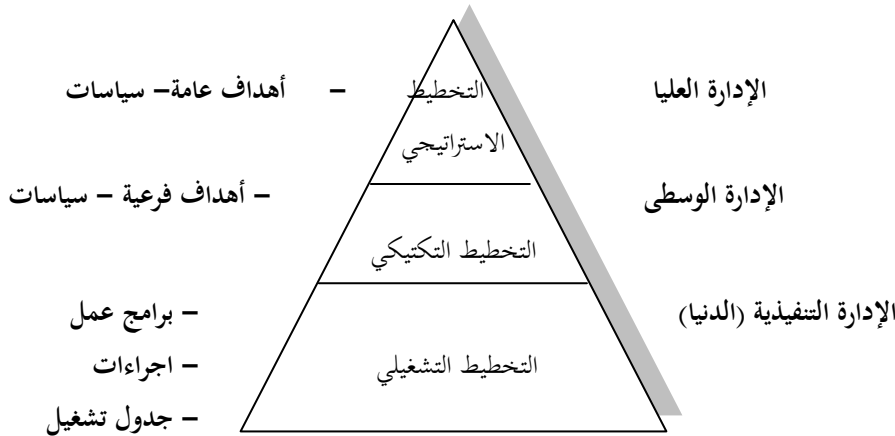 الإدارة العليا
التخطيط
الاستراتيجي
– أهداف عامة– سياسات
الإدارة الوسطى
التخطيط التكتيكي
– أهداف فرعية – سياسات
الإدارة التنفيذية (الدنيا)
التخطيط التشغيلي
– برامج عمل
– اجراءات
– جدول تشغيل